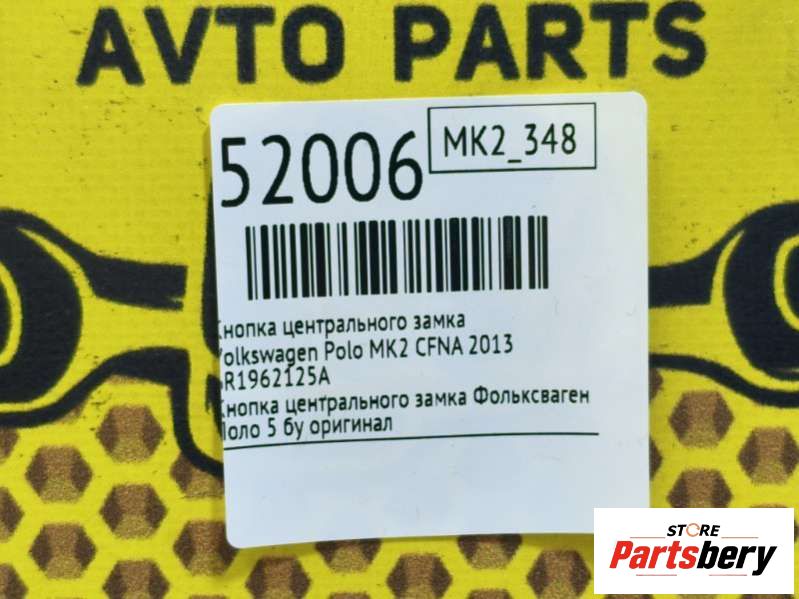 AVTO PARTS
52006
MK2_348
нопка центрального замка
olkswagen Polo MK2 CFNA 2013
R1962125A
нопка центрального замка Фольксваген
оло 5 бу оригинал
STORE
Partsbery